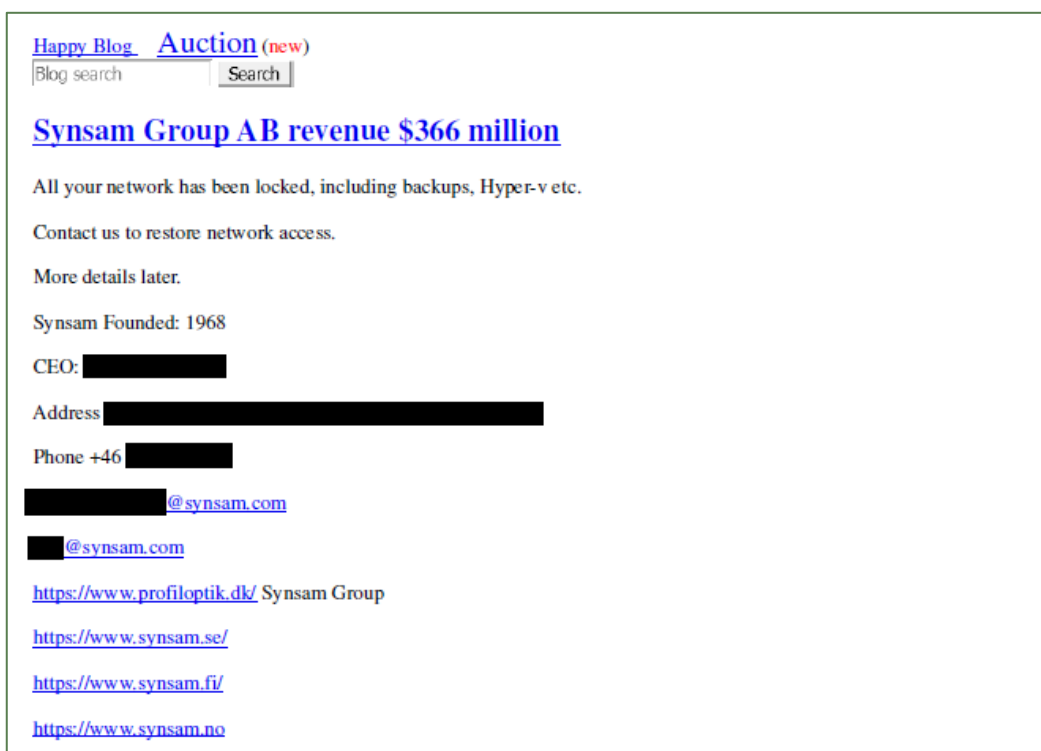 Happy Blog Auction (new)
Blog search Search
Synsam Group AB revenue $366 million
All your network has been locked, including backups, Hyper-v etc.
Contact us to restore network access.
More details later.
Synsam Founded: 1968
CEO:
Address
Phone +46
@synsam.com
@synsam.com
https://www.profiloptik.dk/ Synsam Group
https://www.synsam.se/
https://www.synsam.fi/
https://www.synsam.no